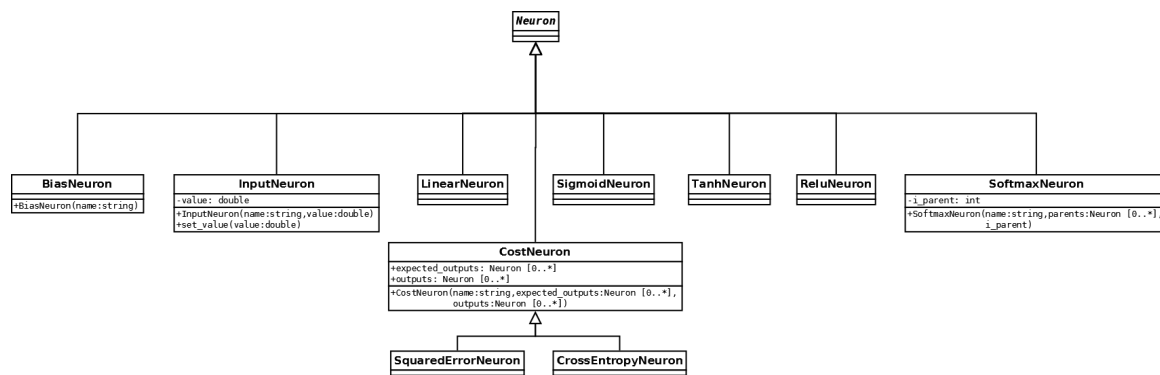 Neuron
BiasNeuron
+BiasNeuron(name:string)
InputNeuron
-value: double
+InputNeuron(name:string,value:double)
+set_value(value:double)
LinearNeuron
SigmoidNeuron
TanhNeuron
ReluNeuron
SoftmaxNeuron
-i_parent: int
+SoftmaxNeuron(name:string,parents:Neuron [0..*],
i_parent)
CostNeuron
+expected_outputs: Neuron [0..*]
+outputs: Neuron [0..*]
+CostNeuron(name:string,expected_outputs:Neuron [0..*],
outputs:Neuron [0..*])
SquaredErrorNeuron
CrossEntropyNeuron